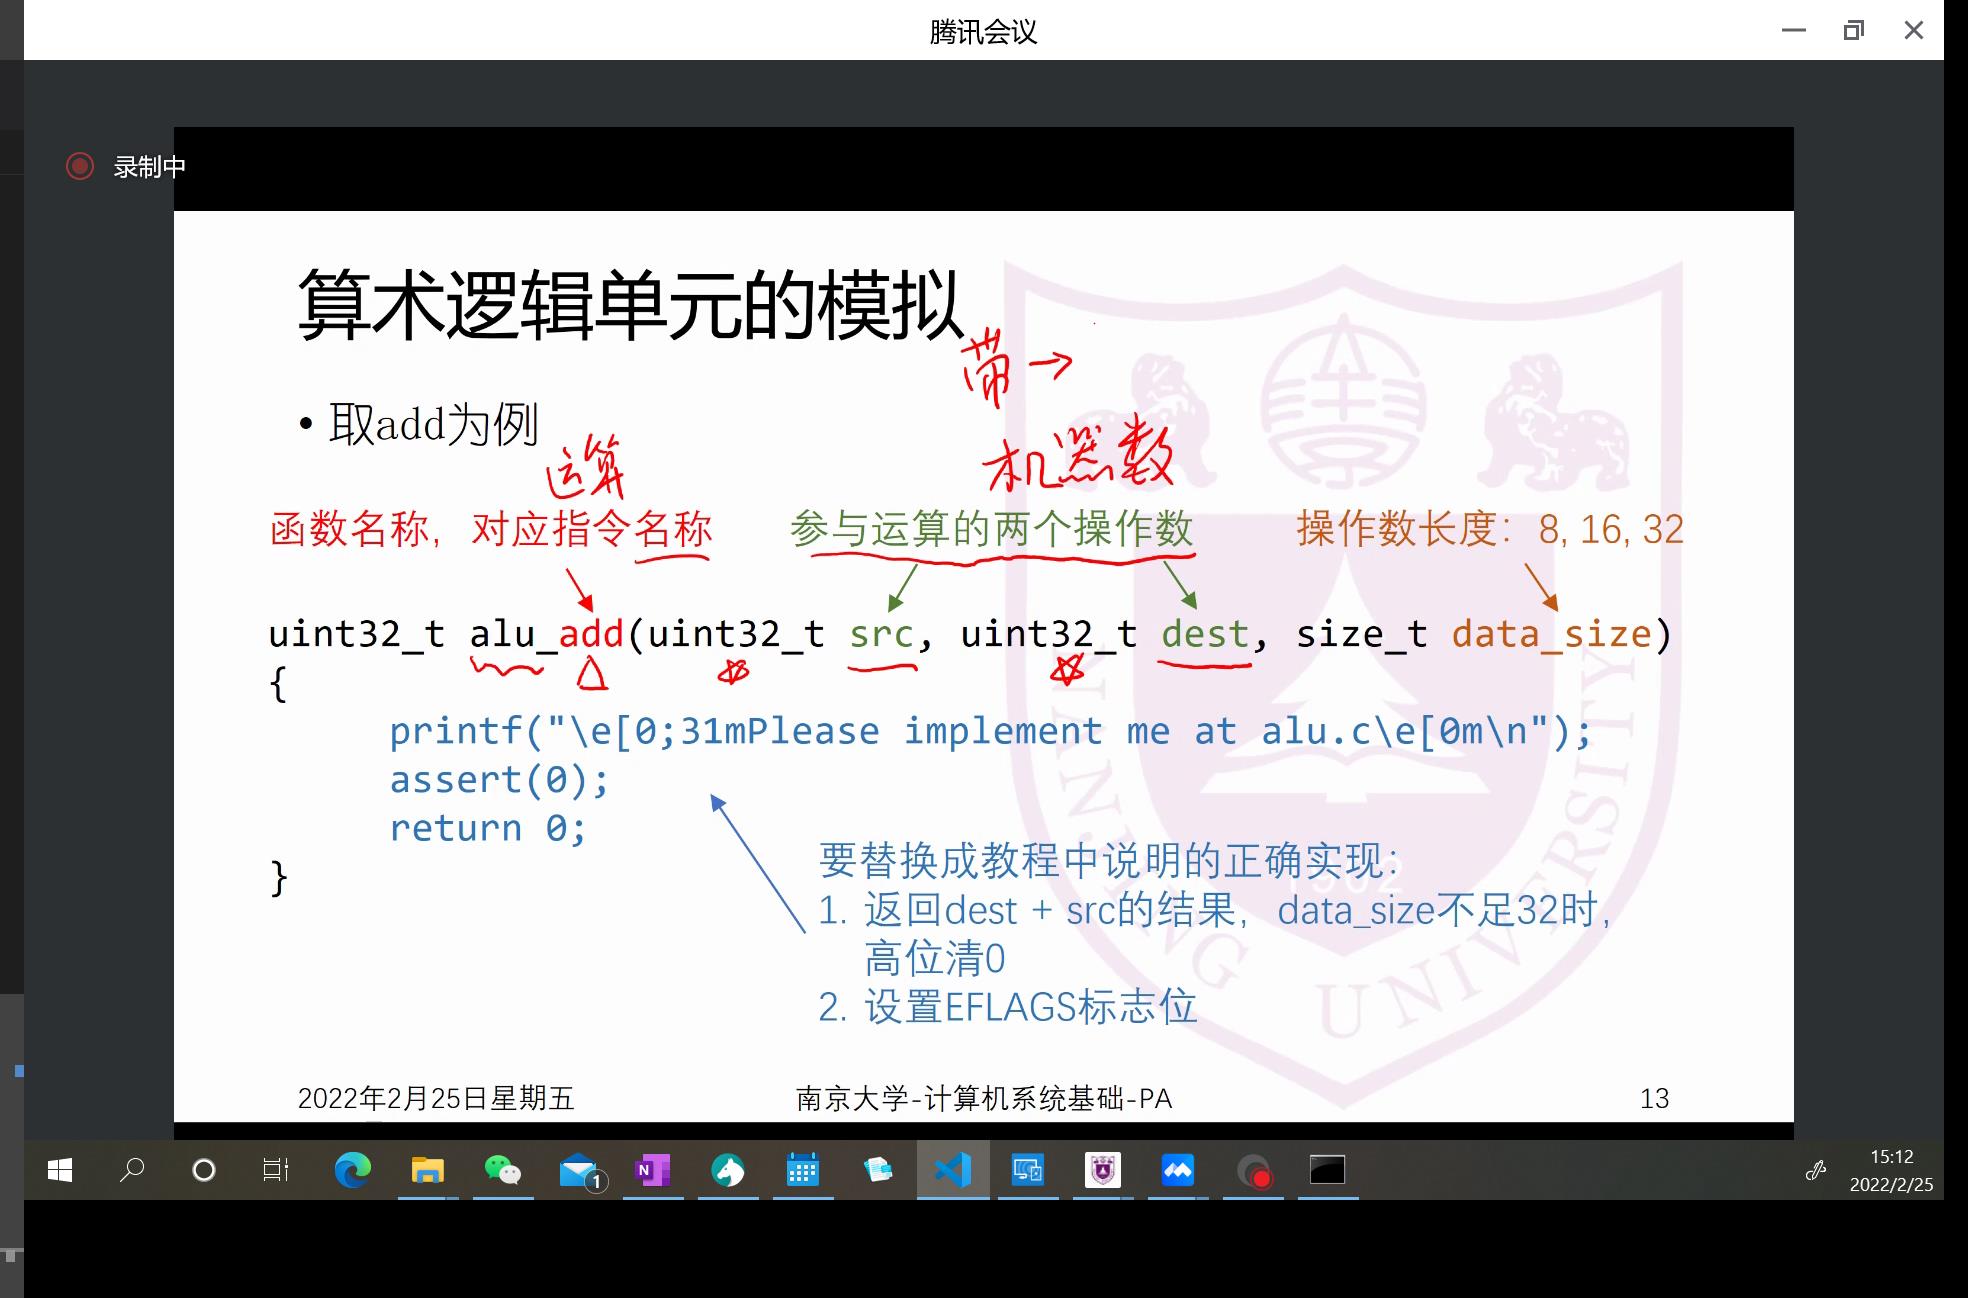 腾讯会议
录制中
算术逻辑单元的模拟
带→
• 取add为例
运算
机器数
函数名称，对应指令名称 参与运算的两个操作数 操作数长度：8, 16, 32
uint32_t alu_add(uint32_t src, uint32_t dest, size_t data_size)
{
printf("\e[0;31mPlease implement me at alu.c\e[0m\n");
assert(0);
return 0;
}
要替换成教程中说明的正确实现：
1. 返回dest + src的结果，data_size不足32时，
高位清0
2. 设置EFLAGS标志位
NANJING UNIVERSITY
1902
2022年2月25日星期五 南京大学-计算机系统基础-PA 13
1
N
15:12
2022/2/25